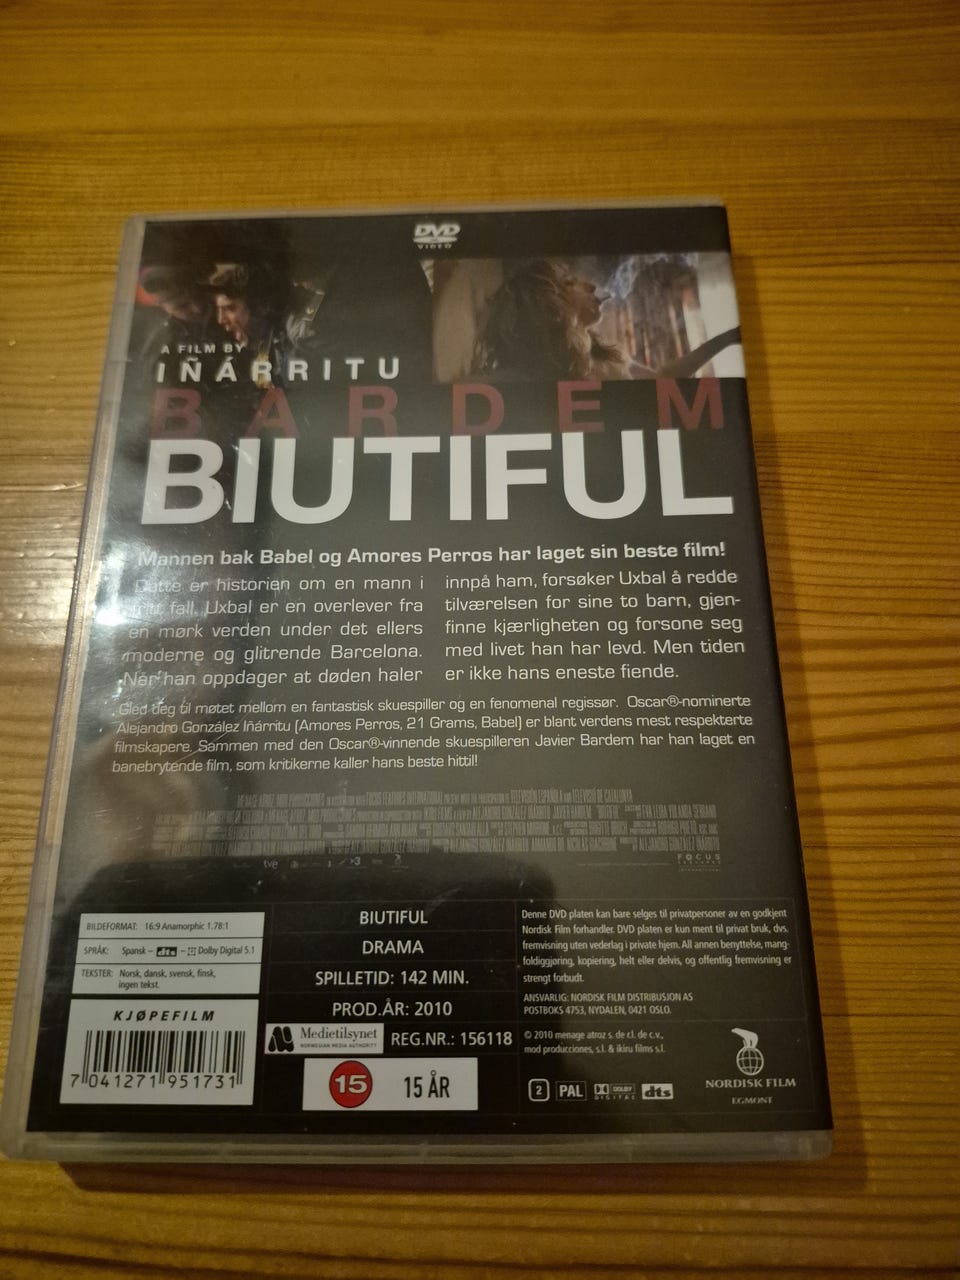 DVD
VIDEO
A FILM BY
IÑÁRRITU
BARDEM
BIUTIFUL
Mannen bak Babel og Amores Perros har laget sin beste film!
Dette er historien om en mann i
fritt fall. Uxbal er en overlever fra
en mørk verden under det ellers
moderne og glitrende Barcelona.
Når han oppdager at døden haler
innpå ham, forsøker Uxbal å redde
tilværelsen for sine to barn, gjen-
finne kjærligheten og forsone seg
med livet han har levd. Men tiden
er ikke hans eneste fiende.
Gled deg til møtet mellom en fantastisk skuespiller og en fenomenal regissør. Oscar®-nominerte
Alejandro González Iñárritu (Amores Perros, 21 Grams, Babel) er blant verdens mest respekterte
filmskapere. Sammen med den Oscar®-vinnende skuespilleren Javier Bardem har han laget en
banebrytende film, som kritikerne kaller hans beste hittil!
tve
FOCUS
BILDEFORMAT: 16:9 Anamorphic 1.78:1
SPRÅK: Spansk – dts – Dolby Digital 5.1
TEKSTER: Norsk, dansk, svensk, finsk,
ingen tekst.
KJØPEFILM
7 041271 951731
BIUTIFUL
DRAMA
SPILLETID: 142 MIN.
PROD.ÅR: 2010
Medietilsynet
NORWEGIAN MEDIA AUTHORITY
REG.NR.: 156118
15
15 ÅR
Denne DVD platen kan bare selges til privatpersoner av en godkjent
Nordisk Film forhandler. DVD platen er kun ment til privat bruk, dvs.
fremvisning uten vederlag i private hjem. All annen benyttelse, mang-
foldiggjøring, kopiering, helt eller delvis, og offentlig fremvisning er
strengt forbudt.
ANSVARLIG: NORDISK FILM DISTRIBUSJON AS
POSTBOKS 4753, NYDALEN, 0421 OSLO.
© 2010 menage atroz s. de r.l. de c.v.,
mod producciones, s.l. & ikiru films s.l.
2
PAL
DOLBY
DIGITAL
dts
NORDISK FILM
EGMONT